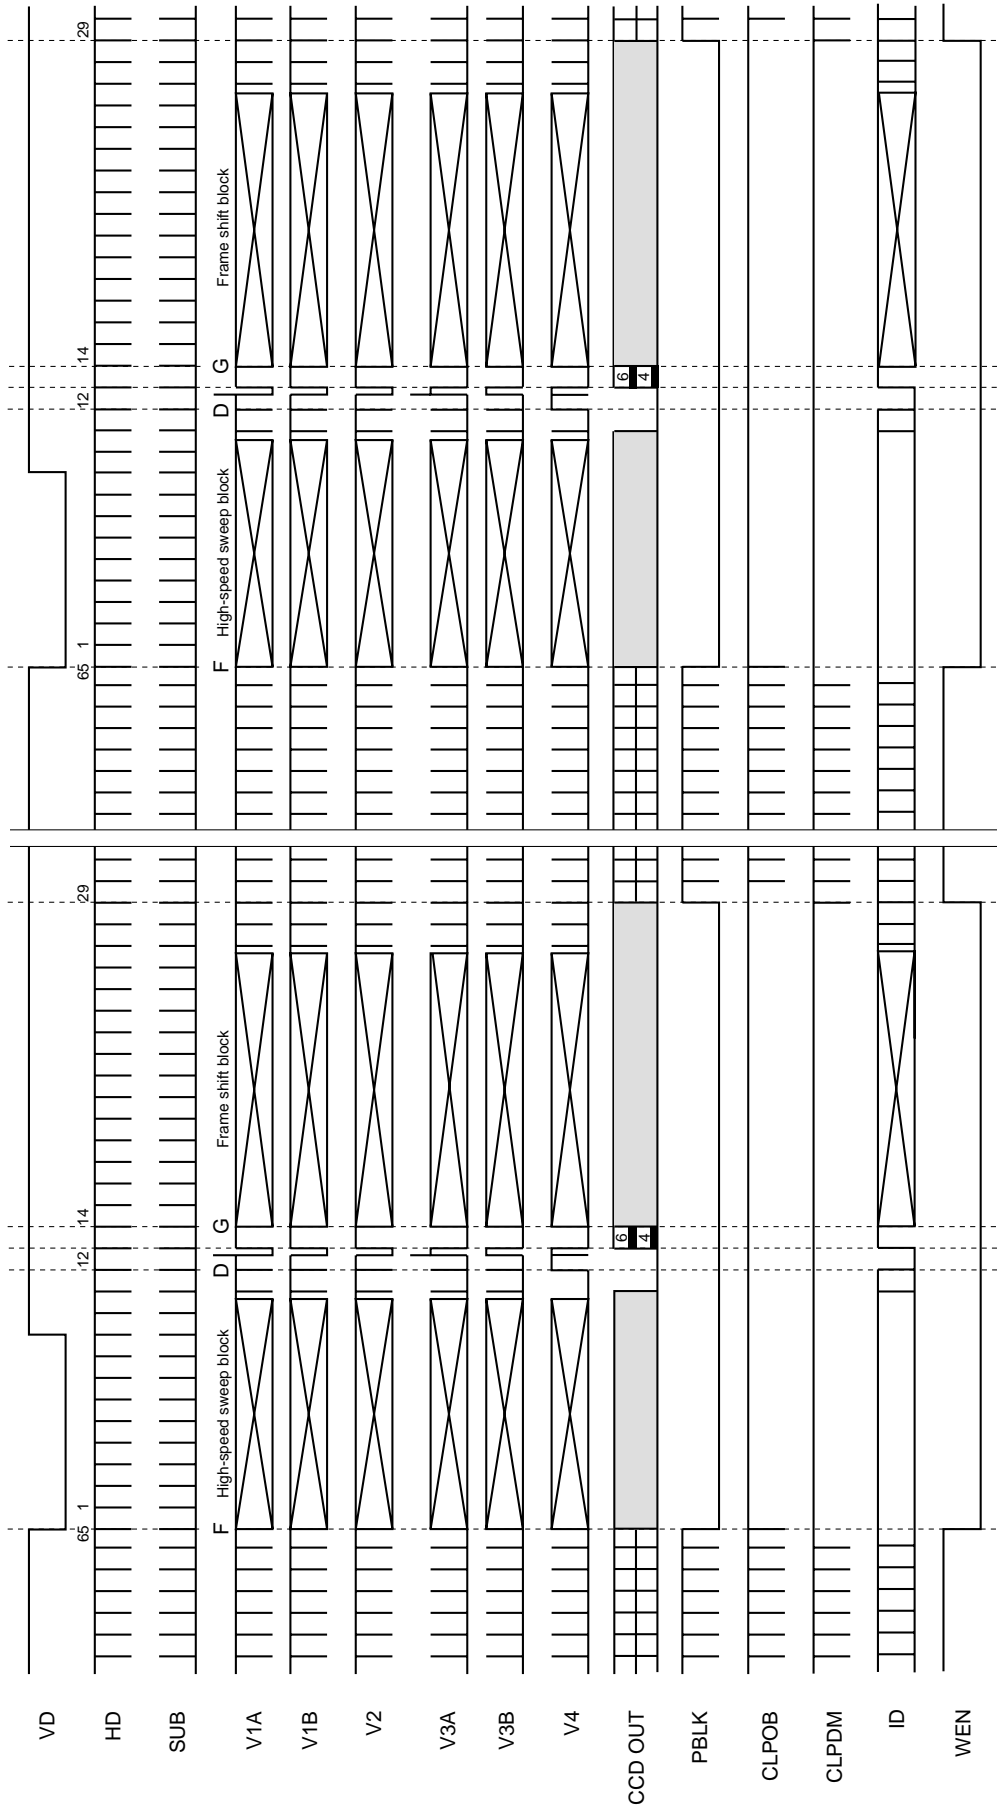 VD
HD
SUB
V1A
V1B
V2
V3A
V3B
V4
CCD OUT
PBLK
CLPOB
CLPDM
ID
WEN
65 1
12
14
29
65 1
12
14
29
F
High-speed sweep block
D
G
Frame shift block
F
High-speed sweep block
D
G
Frame shift block
6
4
6
4